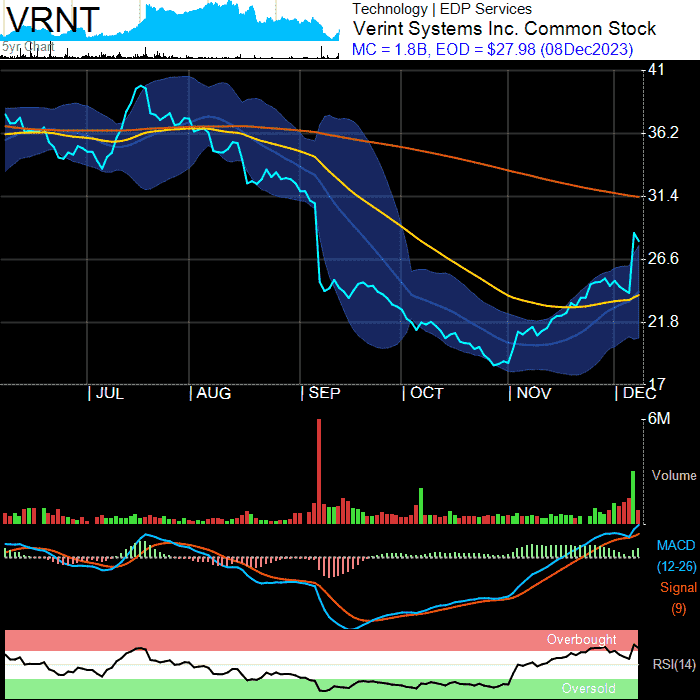 VRNT
5yr Chart
Technology | EDP Services
Verint Systems Inc. Common Stock
MC = 1.8B, EOD = $27.98 (08Dec2023)
41
36.2
31.4
26.6
21.8
17
JUL AUG SEP OCT NOV DEC
6M
Volume
MACD
(12-26)
Signal
(9)
Overbought
RSI(14)
Oversold